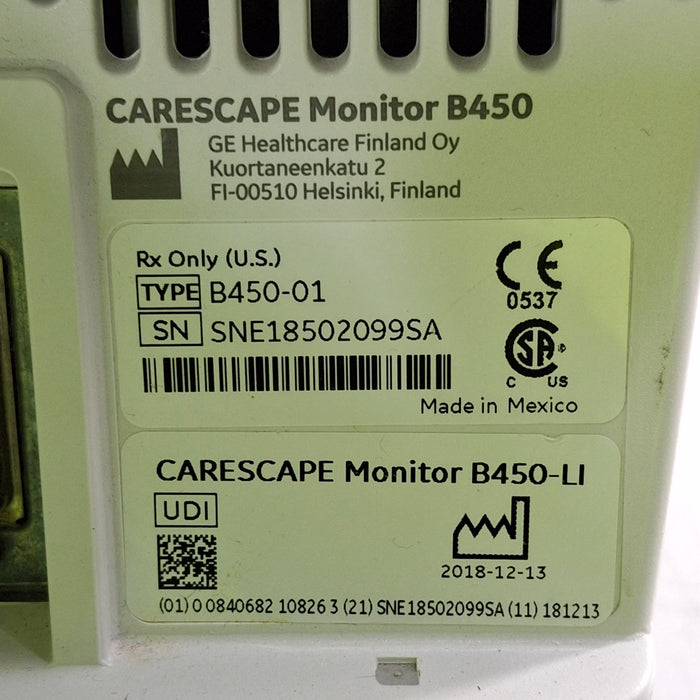 CARESCAPE Monitor B450
GE Healthcare Finland Oy
Kuortaneenkatu 2
FI-00510 Helsinki, Finland
Rx Only (U.S.)
TYPE B450-01
SN SNE18502099SA
CE
0537
SA
C US
Made in Mexico
CARESCAPE Monitor B450-LI
UDI
2018-12-13
(01) 0 0840682 10826 3 (21) SNE18502099SA (11) 181213